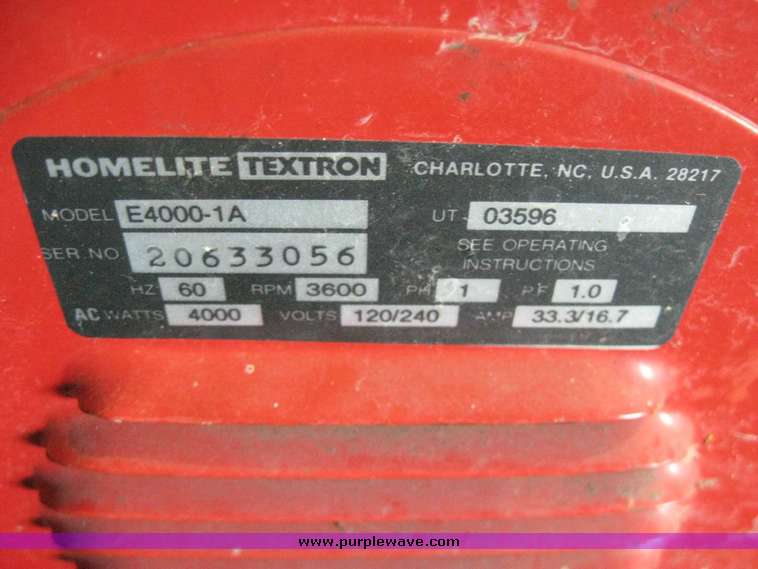 HOMELITE TEXTRON CHARLOTTE, NC. U.S.A. 28217
MODEL E4000-1A UT- 03596
SER. NO. 20633056 SEE OPERATING
INSTRUCTIONS
HZ 60 RPM 3600 PH 1 PF 1.0
AC WATTS 4000 VOLTS 120/240 AMP 33.3/16.7
www.purplewave.com